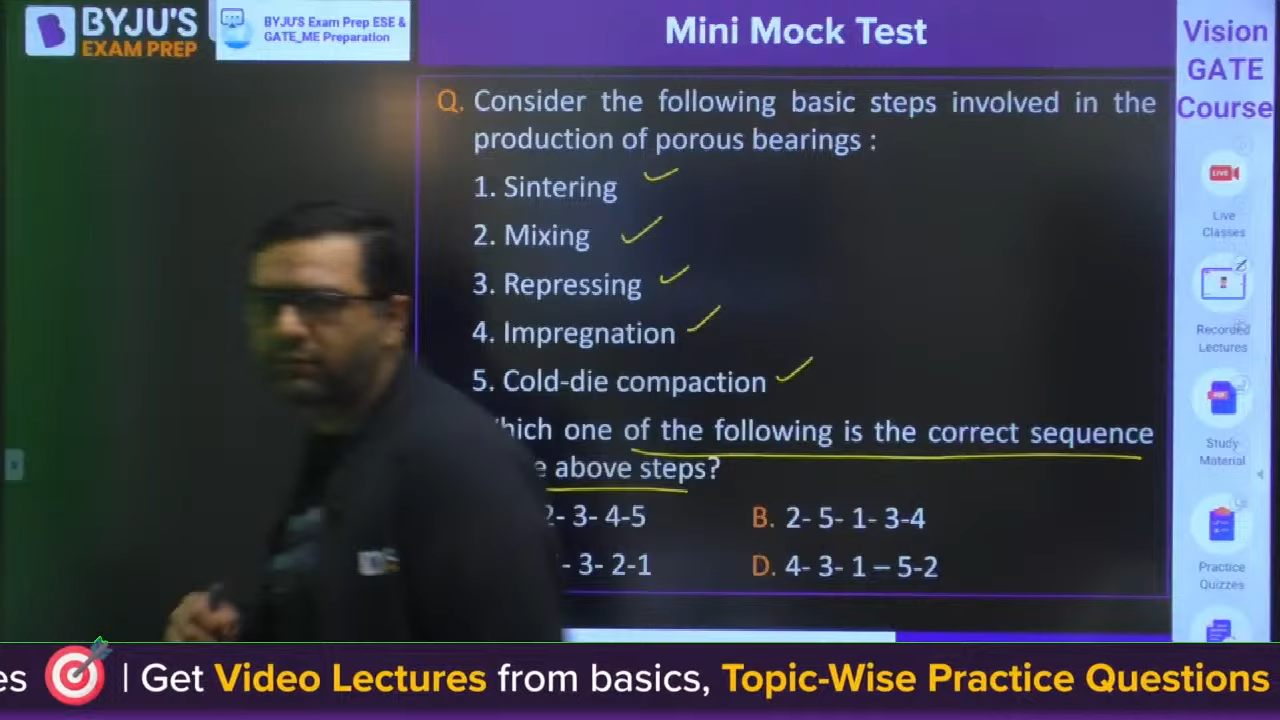 BYJU'S
EXAM PREP
BYJU'S Exam Prep ESE &
GATE_ME Preparation
Mini Mock Test
Vision
GATE
Course
Q. Consider the following basic steps involved in the
production of porous bearings :
1. Sintering
2. Mixing
3. Repressing
4. Impregnation
5. Cold-die compaction
hich one of the following is the correct sequence
e above steps?
2- 3- 4-5
B. 2- 5- 1- 3-4
- 3- 2-1
D. 4- 3- 1 – 5-2
LIVE
Live
Classes
Recorded
Lectures
Study
Material
Practice
Quizzes
es | Get Video Lectures from basics, Topic-Wise Practice Questions